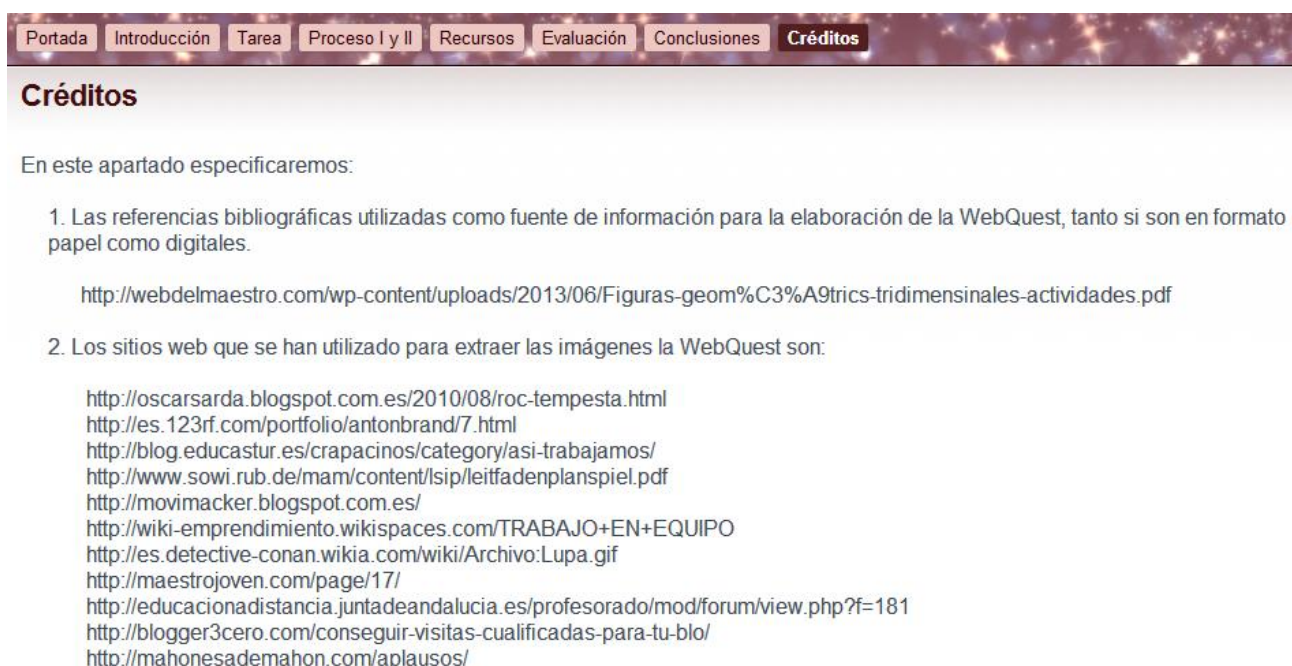 Portada Introducción Tarea Proceso I y II Recursos Evaluación Conclusiones Créditos
Créditos
En este apartado especificaremos:
1. Las referencias bibliográficas utilizadas como fuente de información para la elaboración de la WebQuest, tanto si son en formato
papel como digitales.
http://webdelmaestro.com/wp-content/uploads/2013/06/Figuras-geom%C3%A9trics-tridimensinales-actividades.pdf
2. Los sitios web que se han utilizado para extraer las imágenes la WebQuest son:
http://oscarsarda.blogspot.com.es/2010/08/roc-tempesta.html
http://es.123rf.com/portfolio/antonbrand/7.html
http://blog.educastur.es/crapacinos/category/asi-trabajamos/
http://www.sowi.rub.de/mam/content/lsip/leitfadenplanspiel.pdf
http://movimacker.blogspot.com.es/
http://wiki-emprendimiento.wikispaces.com/TRABAJO+EN+EQUIPO
http://es.detective-conan.wikia.com/wiki/Archivo:Lupa.gif
http://maestrojoven.com/page/17/
http://educacionadistancia.juntadeandalucia.es/profesorado/mod/forum/view.php?f=181
http://blogger3cero.com/conseguir-visitas-cualificadas-para-tu-blo/
http://mahonesademahon.com/aplausos/